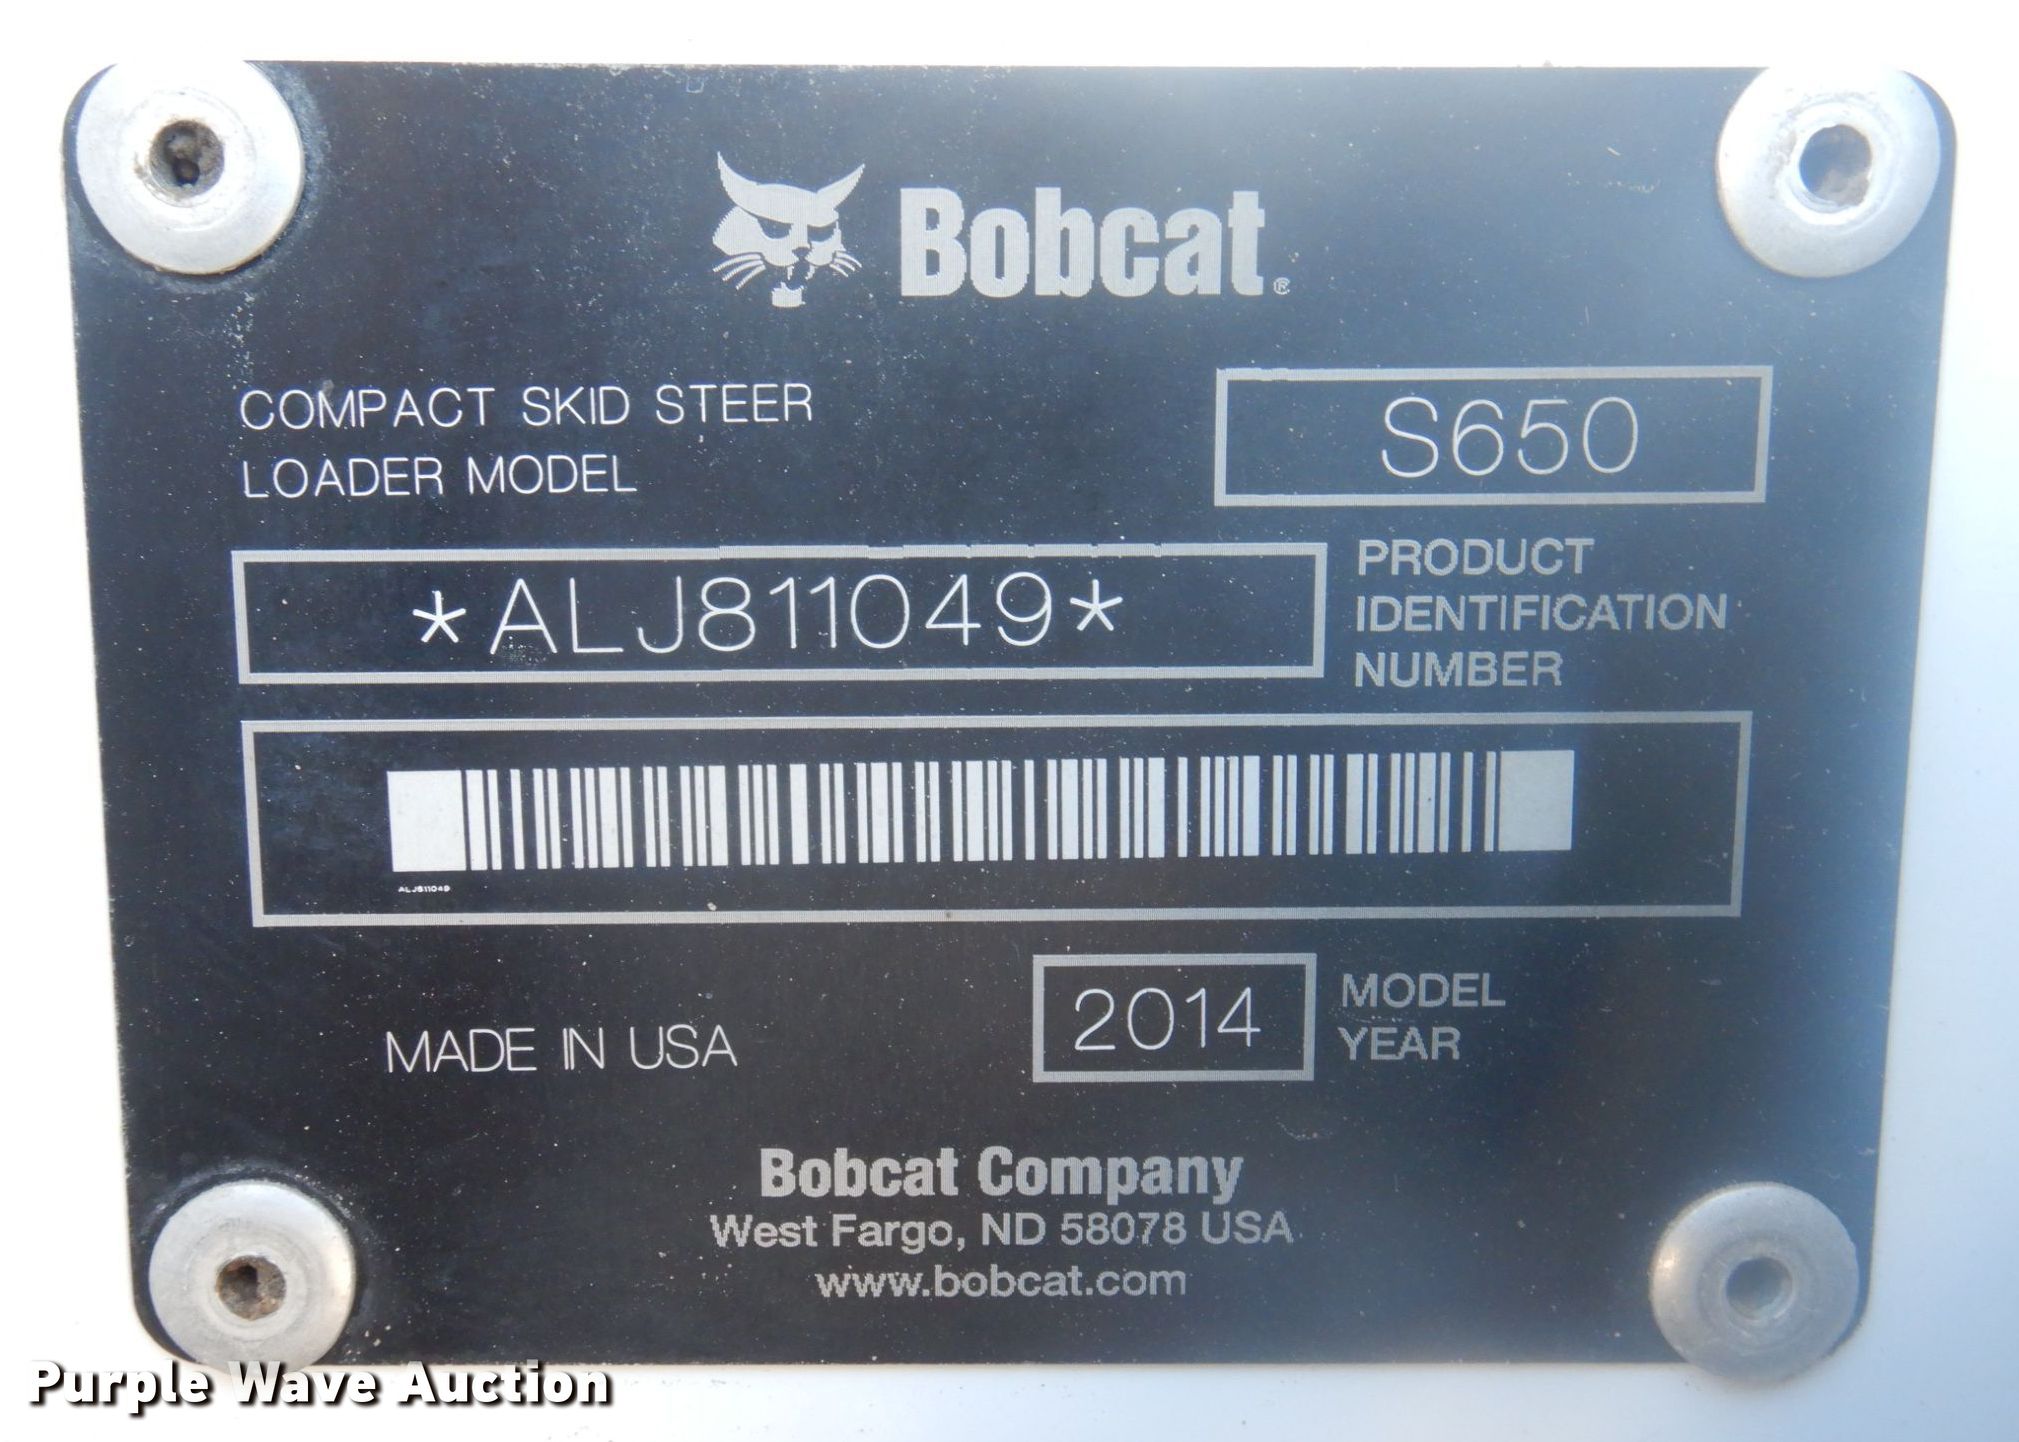 Bobcat®
COMPACT SKID STEER
LOADER MODEL
S650
*ALJ811049*
PRODUCT
IDENTIFICATION
NUMBER
ALJ811049
MADE IN USA
2014
MODEL
YEAR
Bobcat Company
West Fargo, ND 58078 USA
www.bobcat.com
Purple Wave Auction